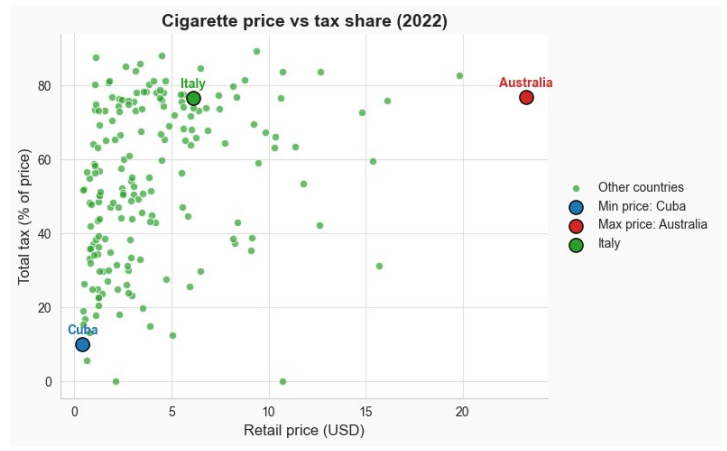 Cigarette price vs tax share (2022)
Total tax (% of price)
80
60
40
20
0
Italy
Australia
Cuba
0 5 10 15 20
Retail price (USD)
Other countries
Min price: Cuba
Max price: Australia
Italy